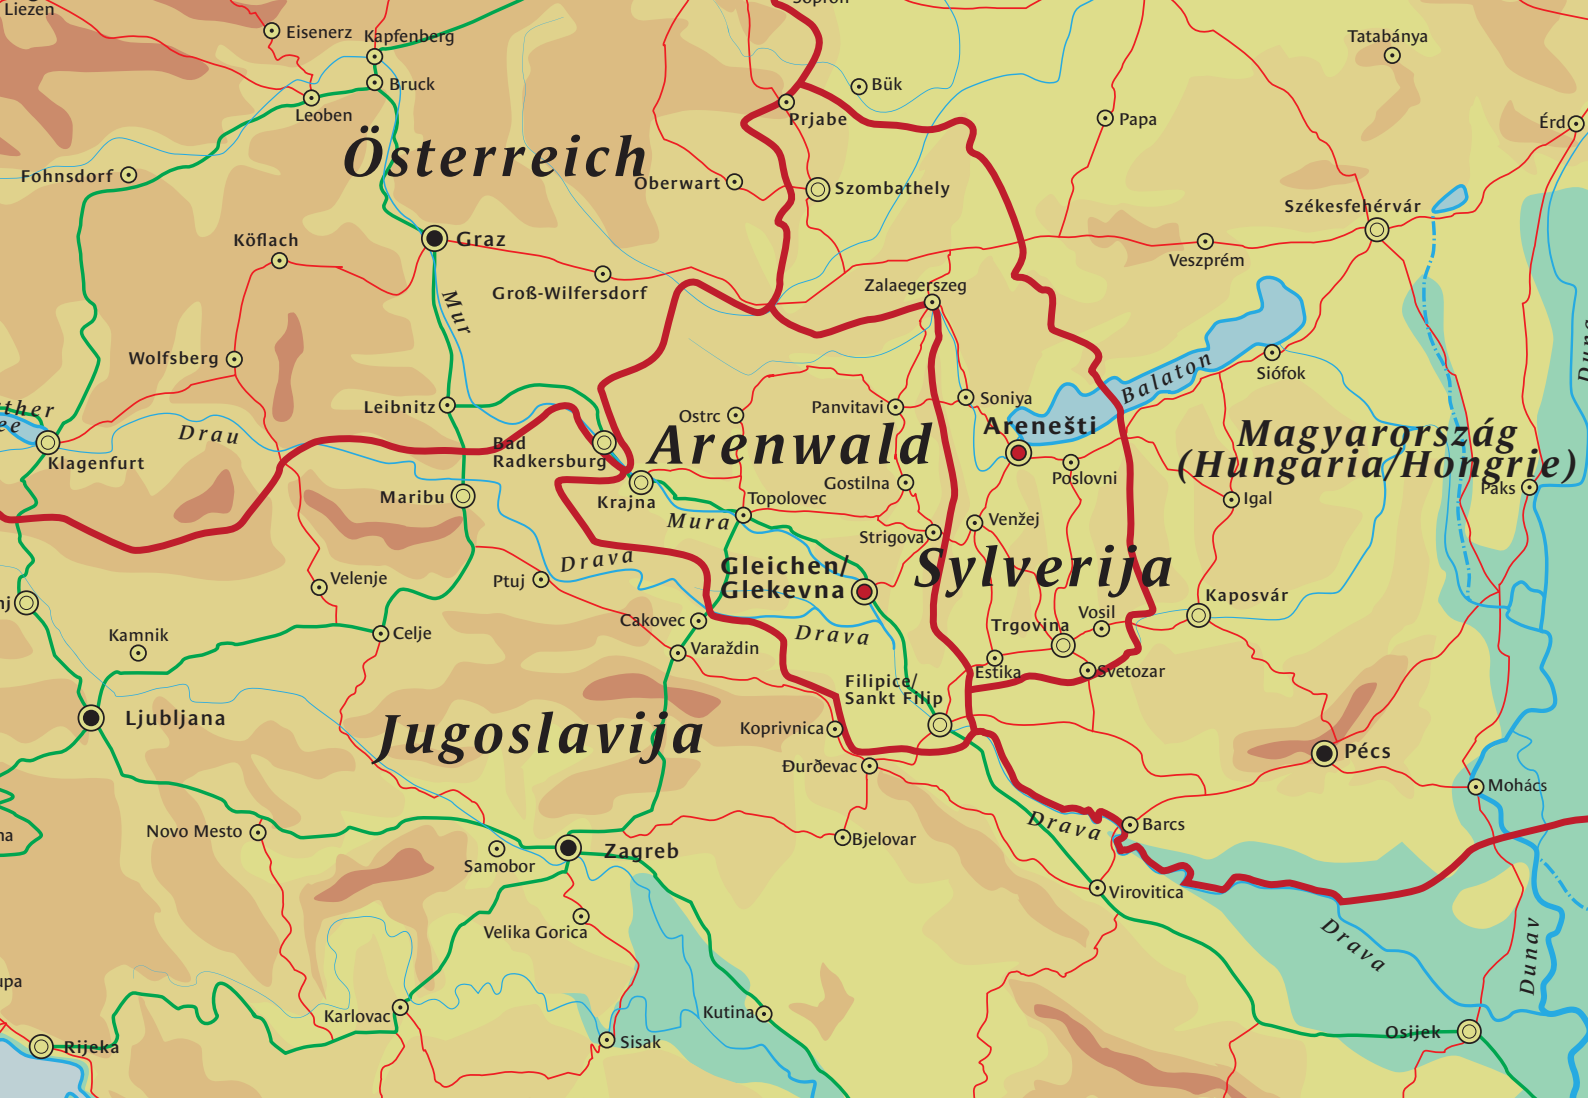 Liezen
Sopron
Eisenerz
Kapfenberg
Tatabánya
Bruck
Bük
Leoben
Prjabe
Papa
Érd
Österreich
Fohnsdorf
Oberwart
Szombathely
Székesfehérvár
Köflach
Graz
Veszprém
Groß-Wilfersdorf
Zalaegerszeg
Mur
Wolfsberg
Siófok
Balaton
Leibnitz
Ostrc
Panvitavi
Soniya
Arenešti
Drau
Bad
Radkersburg
Arenwald
Magyarország
(Hungaria/Hongrie)
Klagenfurt
Poslovni
Maribu
Krajna
Topolovec
Gostilna
Igal
Paks
Mura
Venžej
Strigova
Drava
Gleichen/
Glekevna
Sylverija
Ptuj
Velenje
Kaposvár
Cakovec
Drava
Trgovina
Vosil
Kamnik
Celje
Varaždin
Estika
Svetozar
Filipice/
Sankt Filip
Ljubljana
Jugoslavija
Koprivnica
Pécs
Đurðevac
Mohács
Novo Mesto
Samobor
Zagreb
Bjelovar
Drava
Barcs
Virovitica
Velika Gorica
Drava
Dunav
Karlovac
Kutina
Rijeka
Sisak
Osijek